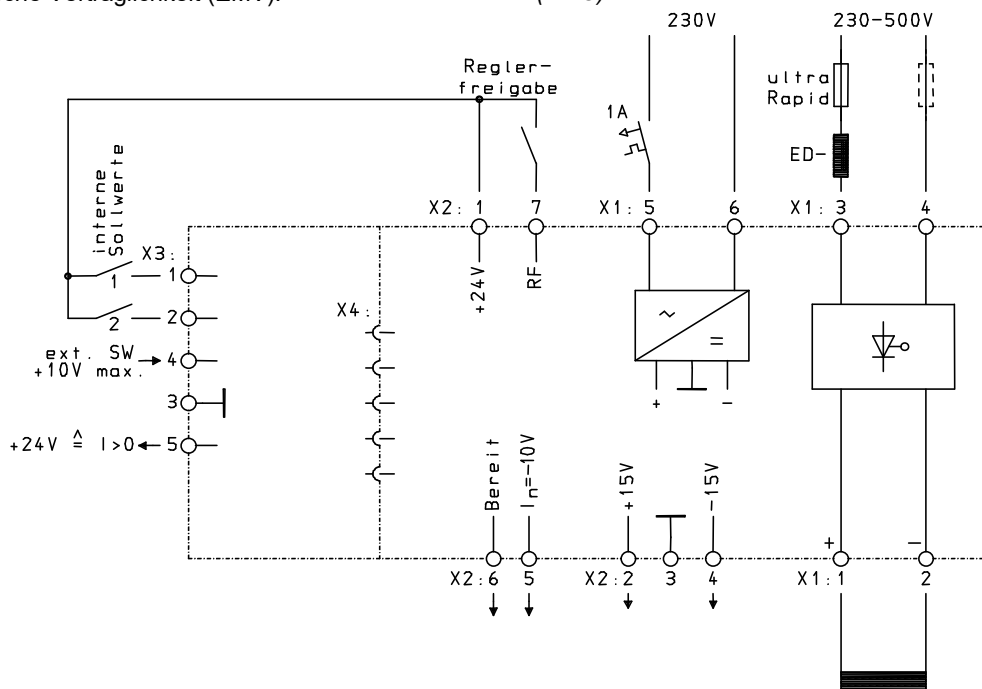 230V
230-500V
Regler-
freigabe
ultra
Rapid
1A
ED-
interne
Sollwerte
X2: 1 7
X1: 5 6
X1: 3 4
X3:
1
1
+24V
RF
X4:
2
2
~
=
ext. SW
+10V max.
4
3
+ -
+24V ≙ I>0
5
Bereit
In=-10V
+15V
-15V
+ -
X2:6 5
X2:2 3 4
X1:1 2